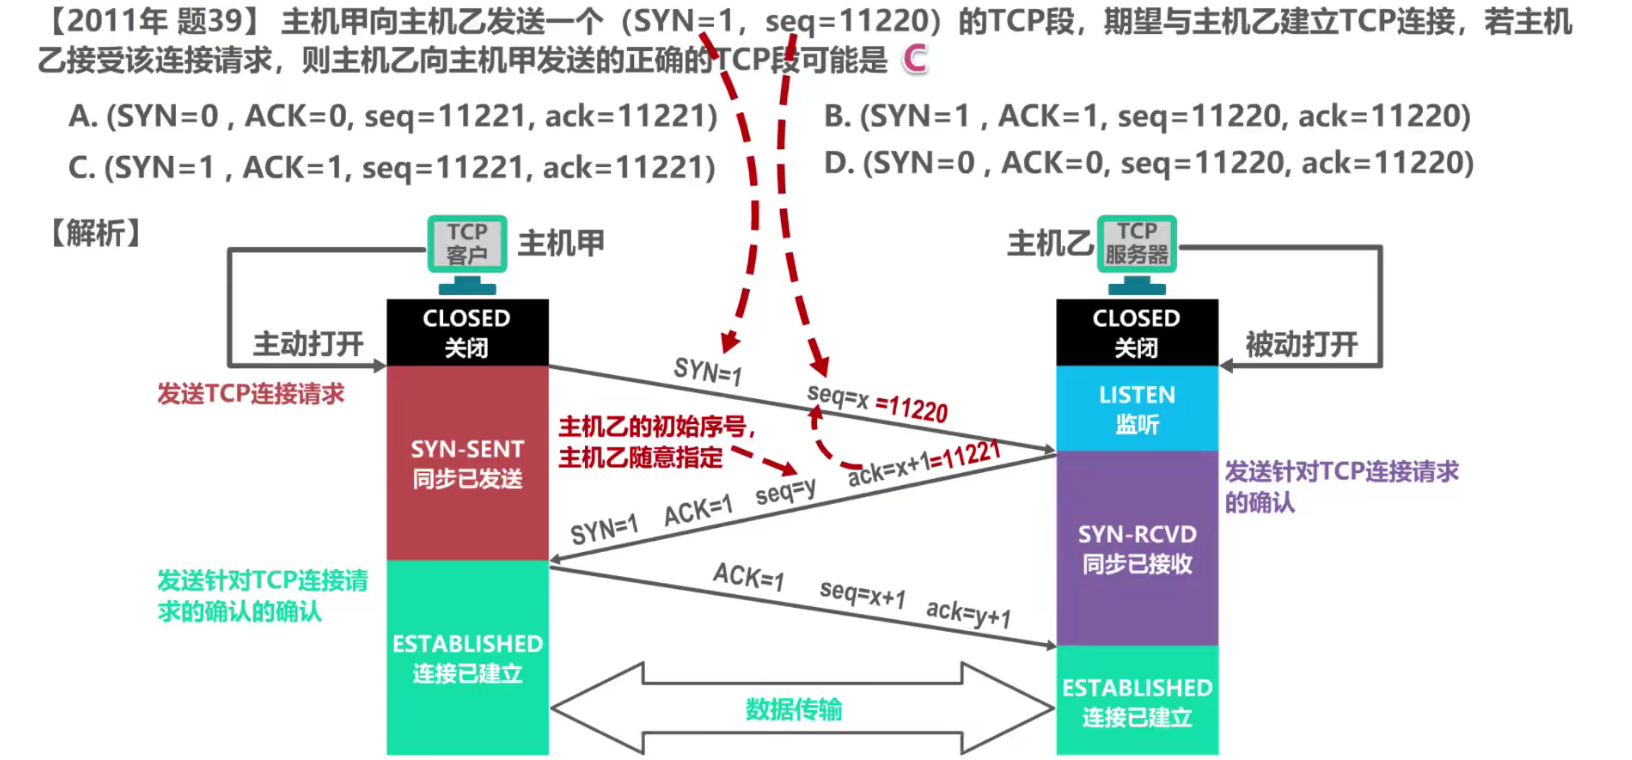 【2011年 题39】 主机甲向主机乙发送一个（SYN=1，seq=11220）的TCP段，期望与主机乙建立TCP连接，若主机
乙接受该连接请求，则主机乙向主机甲发送的正确的TCP段可能是 C
A. (SYN=0 , ACK=0, seq=11221, ack=11221)
B. (SYN=1 , ACK=1, seq=11220, ack=11220)
C. (SYN=1 , ACK=1, seq=11221, ack=11221)
D. (SYN=0 , ACK=0, seq=11220, ack=11220)
【解析】
TCP
客户
主机甲
主机乙
TCP
服务器
CLOSED
关闭
CLOSED
关闭
主动打开
被动打开
发送TCP连接请求
SYN=1
seq=x =11220
LISTEN
监听
主机乙的初始序号，
主机乙随意指定
SYN-SENT
同步已发送
SYN=1 ACK=1 seq=y ack=x+1=11221
发送针对TCP连接请求
的确认
SYN-RCVD
同步已接收
发送针对TCP连接请
求的确认的确认
ACK=1 seq=x+1 ack=y+1
ESTABLISHED
连接已建立
ESTABLISHED
连接已建立
数据传输